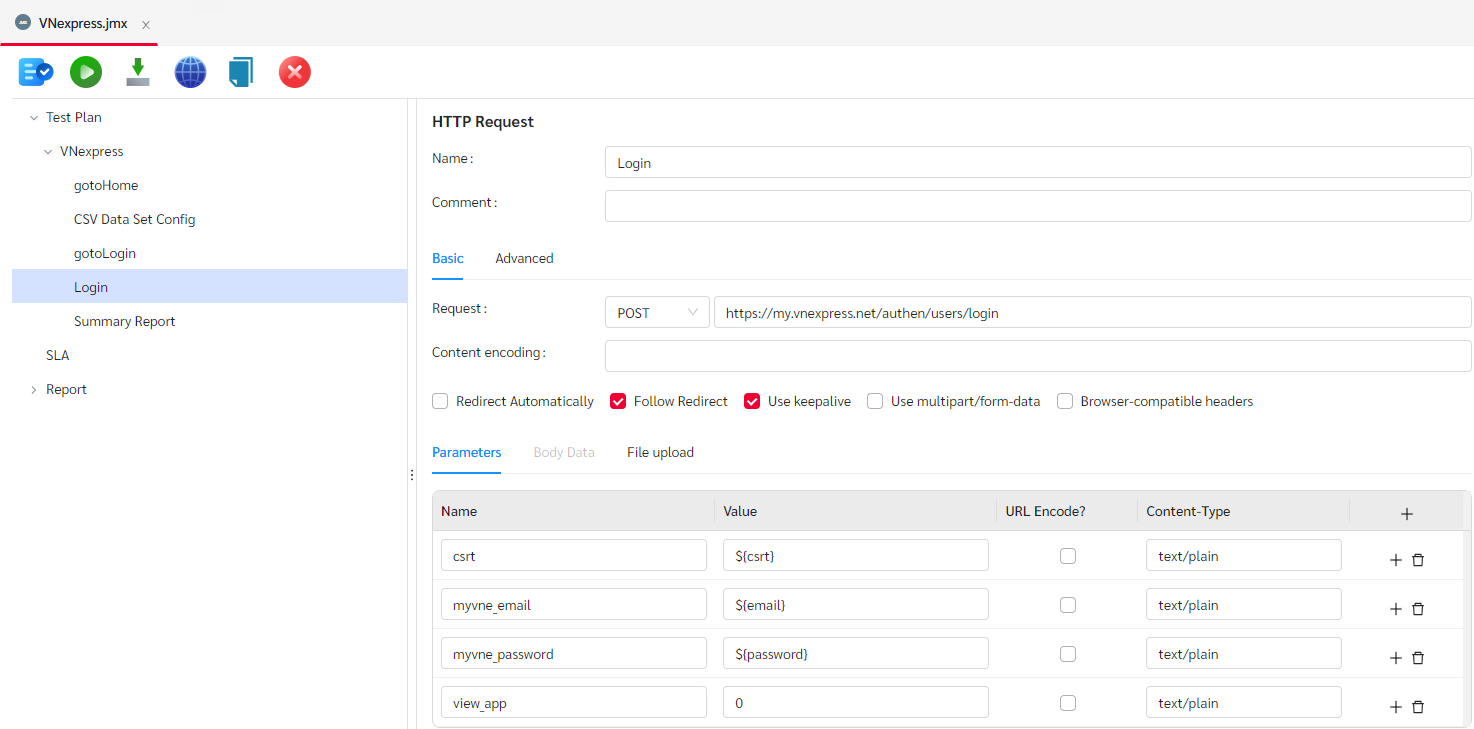 VNexpress.jmx
Test Plan
VNexpress
gotoHome
CSV Data Set Config
gotoLogin
Login
Summary Report
SLA
Report
HTTP Request
Name :
Login
Comment :
Basic Advanced
Request :
POST https://my.vnexpress.net/authen/users/login
Content encoding :
Redirect Automatically Follow Redirect Use keepalive Use multipart/form-data Browser-compatible headers
Parameters Body Data File upload
Name Value URL Encode? Content-Type
csrt ${csrt} text/plain
myvne_email ${email} text/plain
myvne_password ${password} text/plain
view_app 0 text/plain